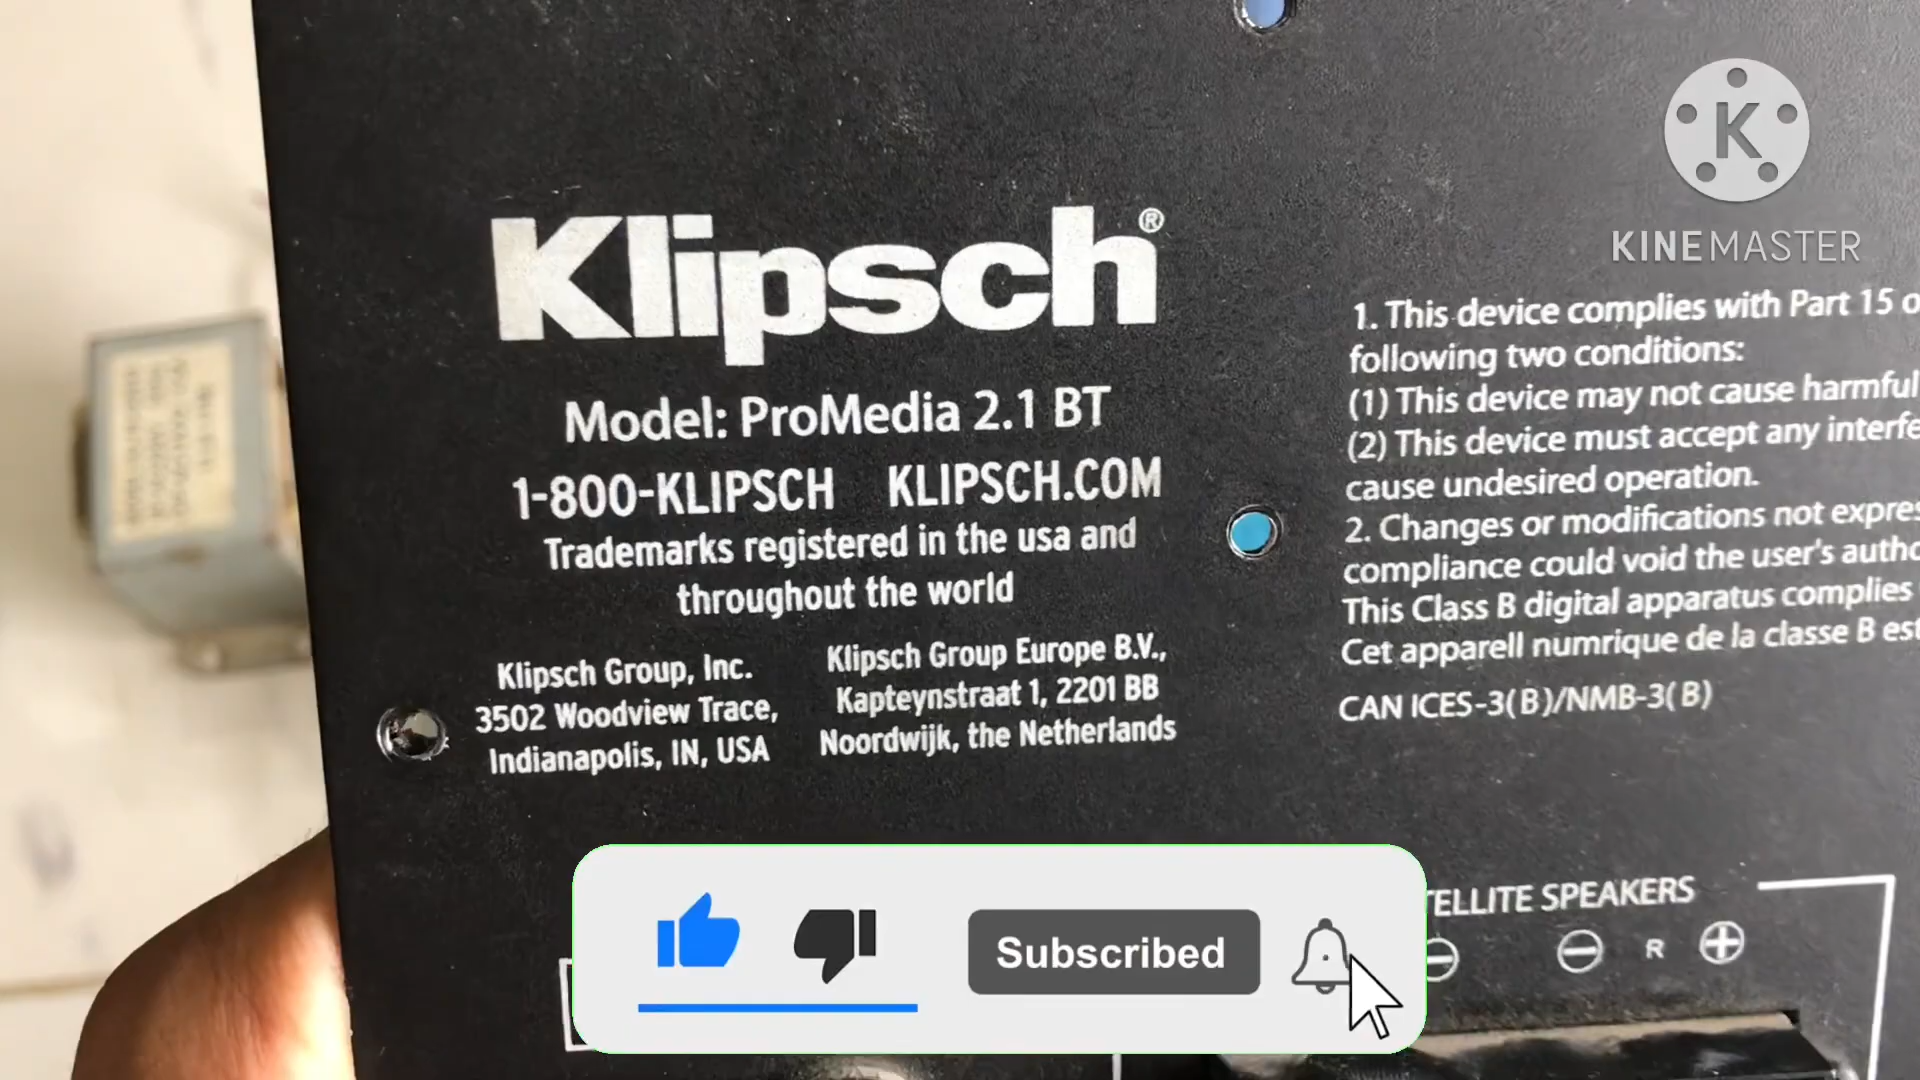 K
KINEMASTER
Klipsch®
Model: ProMedia 2.1 BT
1-800-KLIPSCH KLIPSCH.COM
Trademarks registered in the usa and
throughout the world
Klipsch Group, Inc.
3502 Woodview Trace,
Indianapolis, IN, USA
Klipsch Group Europe B.V.,
Kapteynstraat 1, 2201 BB
Noordwijk, the Netherlands
1. This device complies with Part 15 o
following two conditions:
(1) This device may not cause harmful
(2) This device must accept any interfe
cause undesired operation.
2. Changes or modifications not expres
compliance could void the user's autho
This Class B digital apparatus complies
Cet apparell numrique de la classe B est
CAN ICES-3(B)/NMB-3(B)
TELLITE SPEAKERS
R
Subscribed